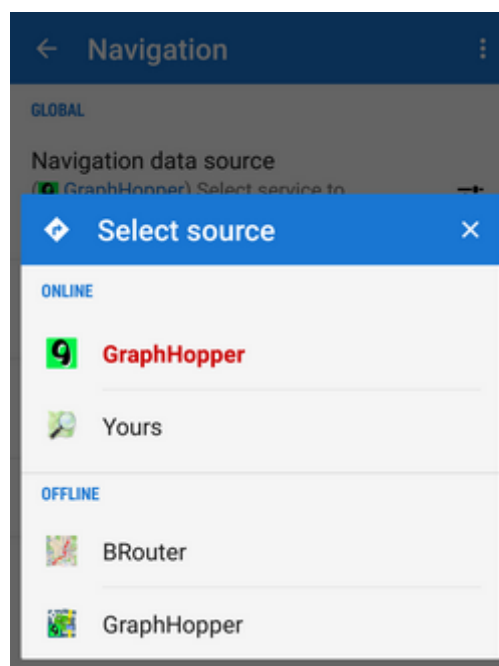 Navigation
GLOBAL
Navigation data source
(GraphHopper) Select service to
Select source
ONLINE
GraphHopper
Yours
OFFLINE
BRouter
GraphHopper